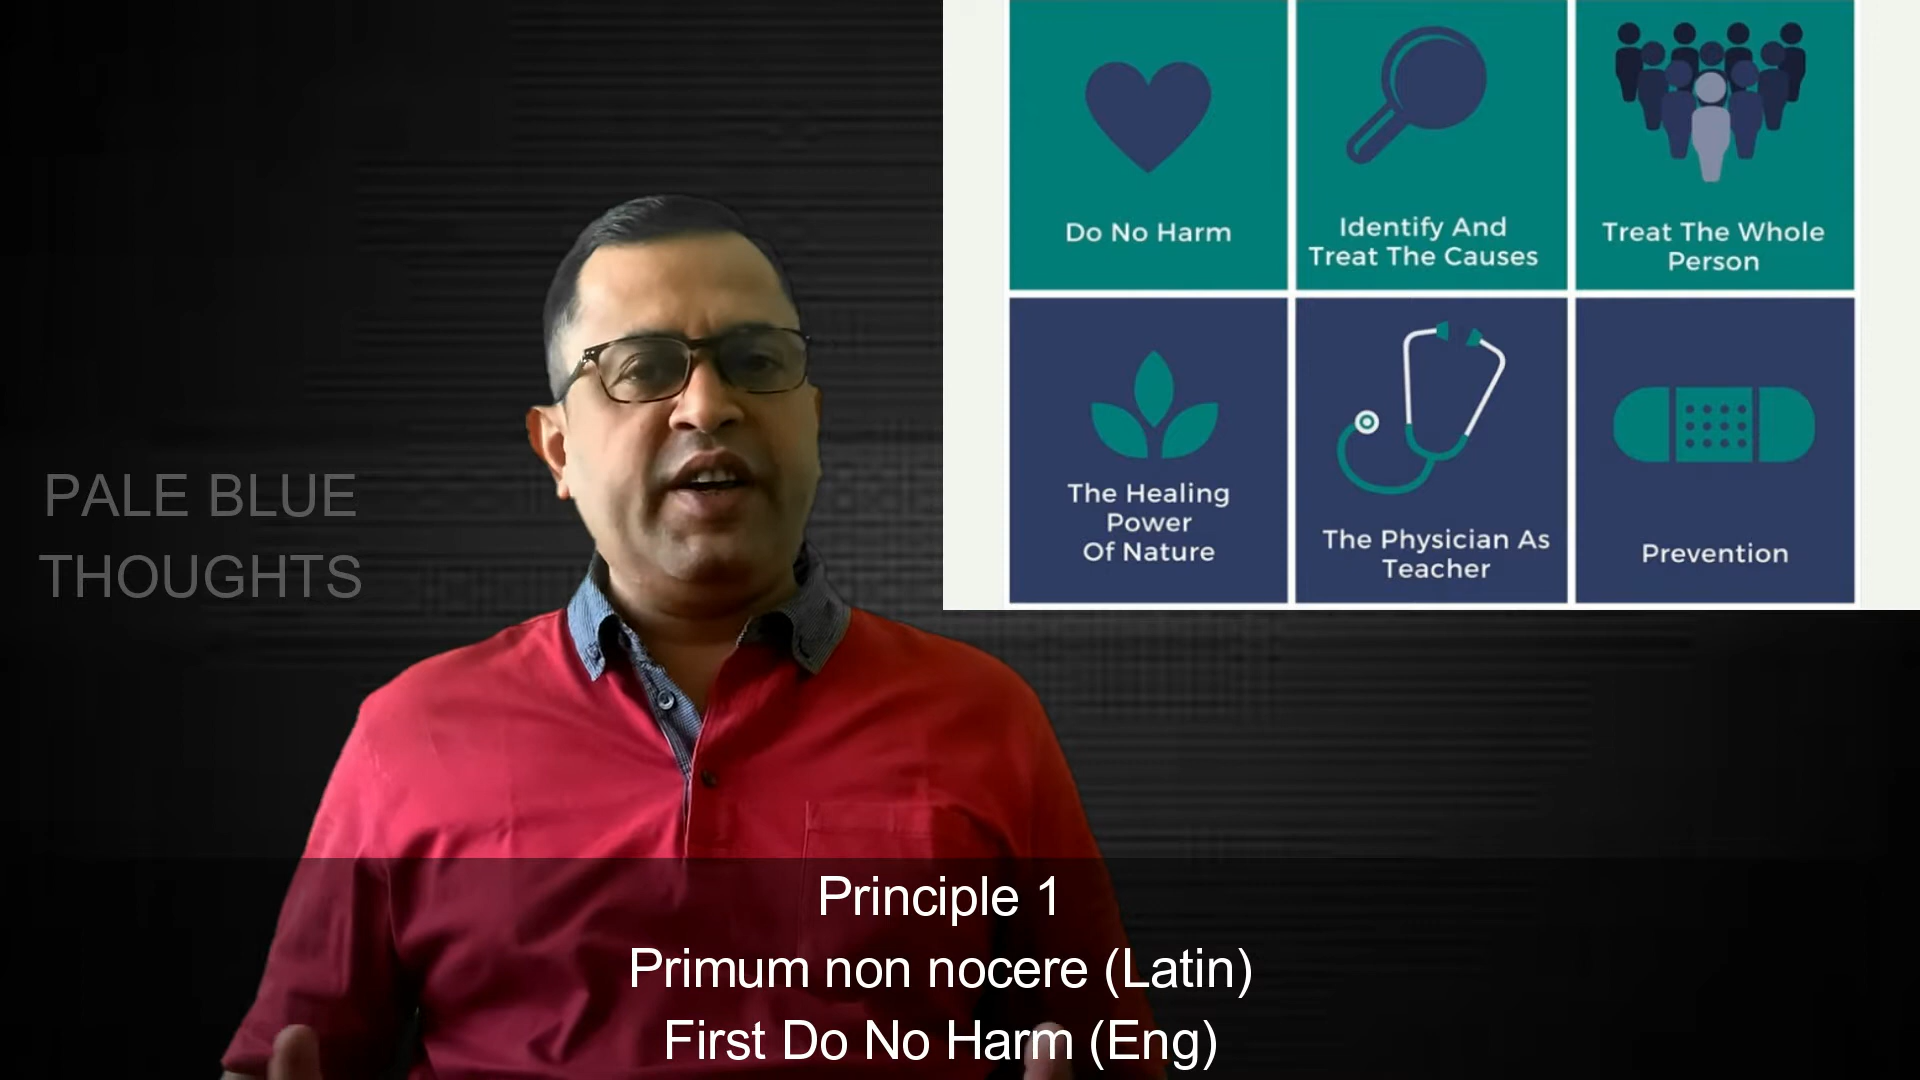 Do No Harm
Identify And
Treat The Causes
Treat The Whole
Person
The Healing
Power
Of Nature
The Physician As
Teacher
Prevention
PALE BLUE
THOUGHTS
Principle 1
Primum non nocere (Latin)
First Do No Harm (Eng)